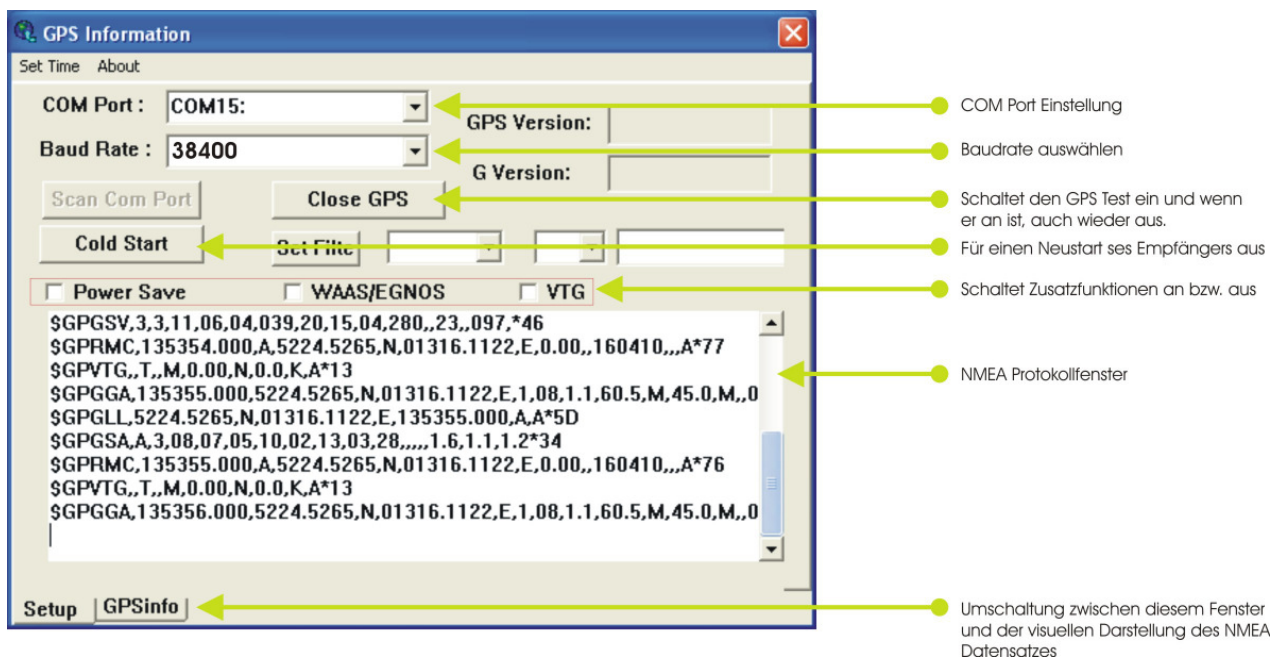 GPS Information
Set Time About
COM Port : COM15:
GPS Version:
Baud Rate : 38400
G Version:
Scan Com Port Close GPS
Cold Start Set Filte
Power Save WAAS/EGNOS VTG
$GPGSV,3,3,11,06,04,039,20,15,04,280,,23,,097,*46
$GPRMC,135354.000,A,5224.5265,N,01316.1122,E,0.00,,160410,,,A*77
$GPVTG,,T,,M,0.00,N,0.0,K,A*13
$GPGGA,135355.000,5224.5265,N,01316.1122,E,1,08,1.1,60.5,M,45.0,M,,0
$GPGLL,5224.5265,N,01316.1122,E,135355.000,A,A*5D
$GPGSA,A,3,08,07,05,10,02,13,03,28,,,,,1.6,1.1,1.2*34
$GPRMC,135355.000,A,5224.5265,N,01316.1122,E,0.00,,160410,,,A*76
$GPVTG,,T,,M,0.00,N,0.0,K,A*13
$GPGGA,135356.000,5224.5265,N,01316.1122,E,1,08,1.1,60.5,M,45.0,M,,0
Setup GPSinfo
COM Port Einstellung
Baudrate auswählen
Schaltet den GPS Test ein und wenn
er an ist, auch wieder aus.
Für einen Neustart ses Empfängers aus
Schaltet Zusatzfunktionen an bzw. aus
NMEA Protokollfenster
Umschaltung zwischen diesem Fenster
und der visuellen Darstellung des NMEA
Datensatzes